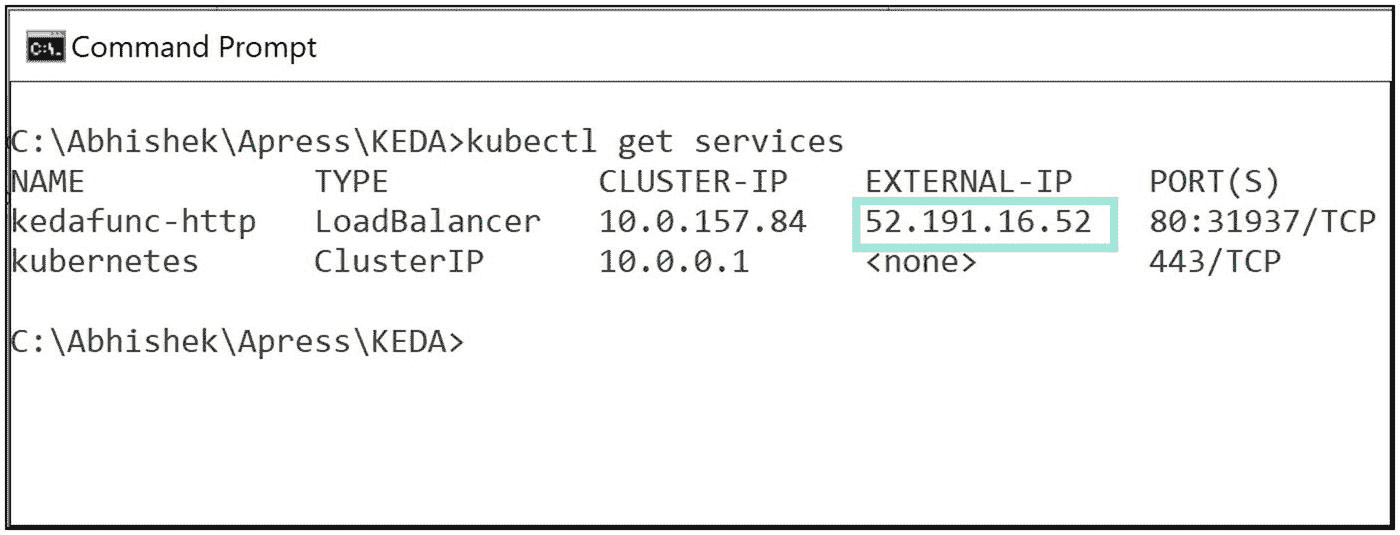 Command Prompt
C:\Abhishek\Apress\KEDA>kubectl get services
NAME TYPE CLUSTER-IP EXTERNAL-IP PORT(S)
kedafunc-http LoadBalancer 10.0.157.84 52.191.16.52 80:31937/TCP
kubernetes ClusterIP 10.0.0.1 <none> 443/TCP
C:\Abhishek\Apress\KEDA>